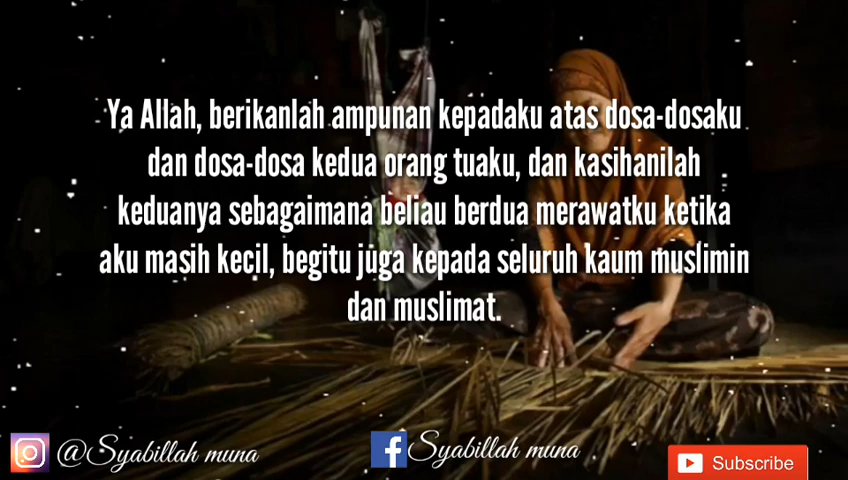 Ya Allah, berikanlah ampunan kepadaku atas dosa-dosaku
dan dosa-dosa kedua orang tuaku, dan kasihanilah
keduanya sebagaimana beliau berdua merawatku ketika
aku masih kecil, begitu juga kepada seluruh kaum muslimin
dan muslimat.
@Syabillah muna
Syabillah muna
Subscribe